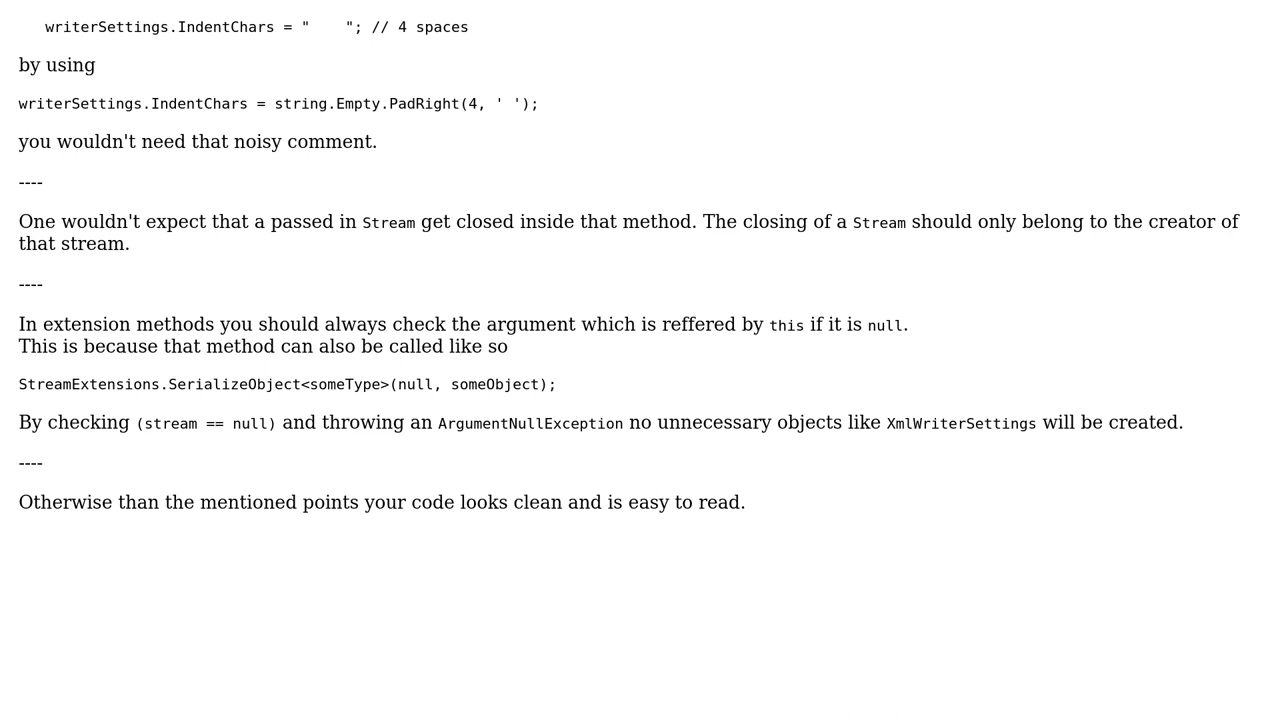 writerSettings.IndentChars = "    "; // 4 spaces
by using
writerSettings.IndentChars = string.Empty.PadRight(4, ' ');
you wouldn't need that noisy comment.
----
One wouldn't expect that a passed in Stream get closed inside that method. The closing of a Stream should only belong to the creator of
that stream.
----
In extension methods you should always check the argument which is reffered by this if it is null.
This is because that method can also be called like so
StreamExtensions.SerializeObject<someType>(null, someObject);
By checking (stream == null) and throwing an ArgumentNullException no unnecessary objects like XmlWriterSettings will be created.
----
Otherwise than the mentioned points your code looks clean and is easy to read.